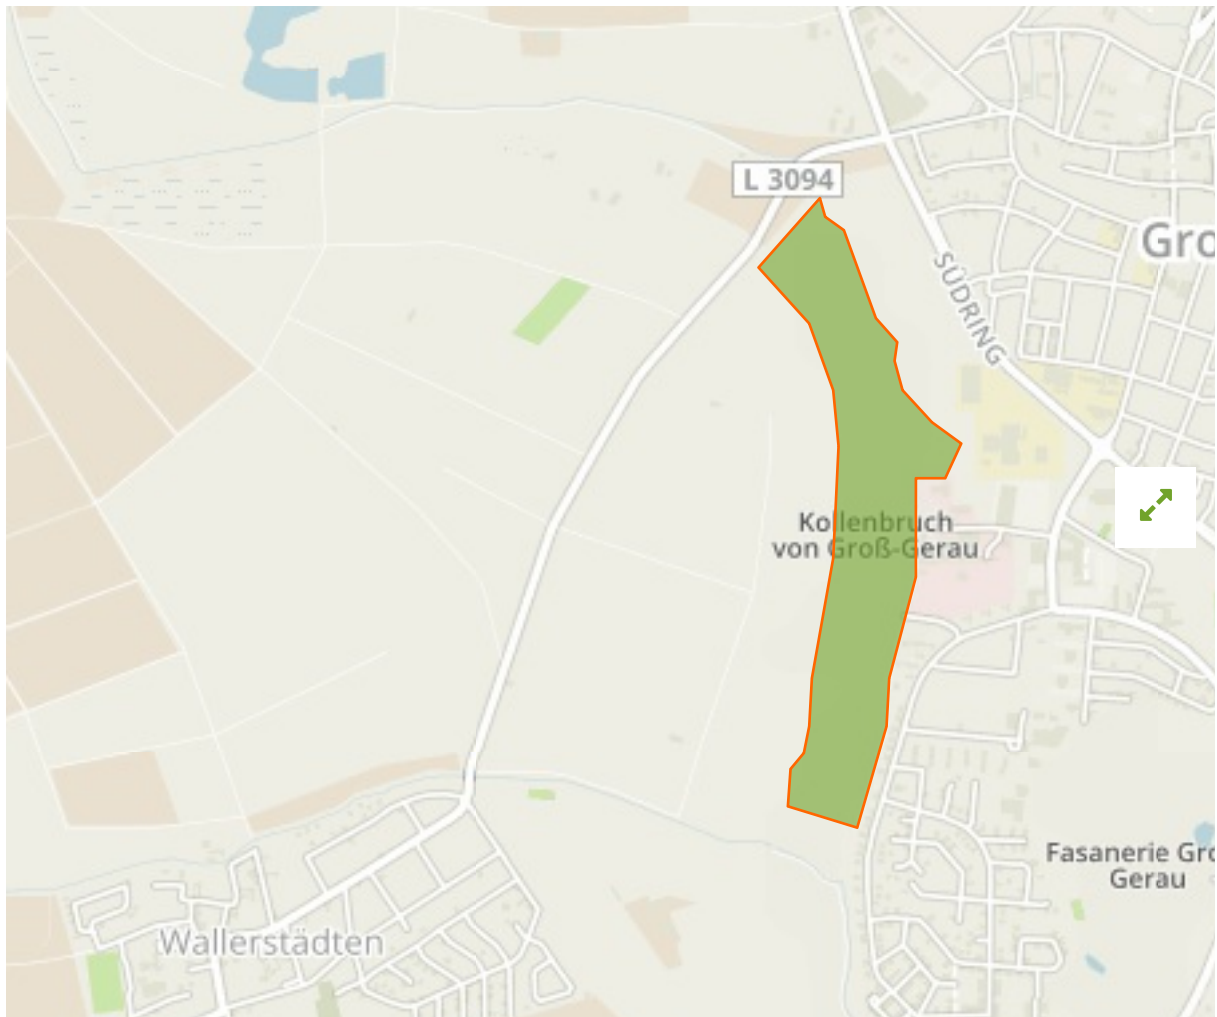 L 3094
Gro
SÜDRING
Kollenbruch
von Groß-Gerau
Fasanerie Gro
Gerau
Wallerstädten